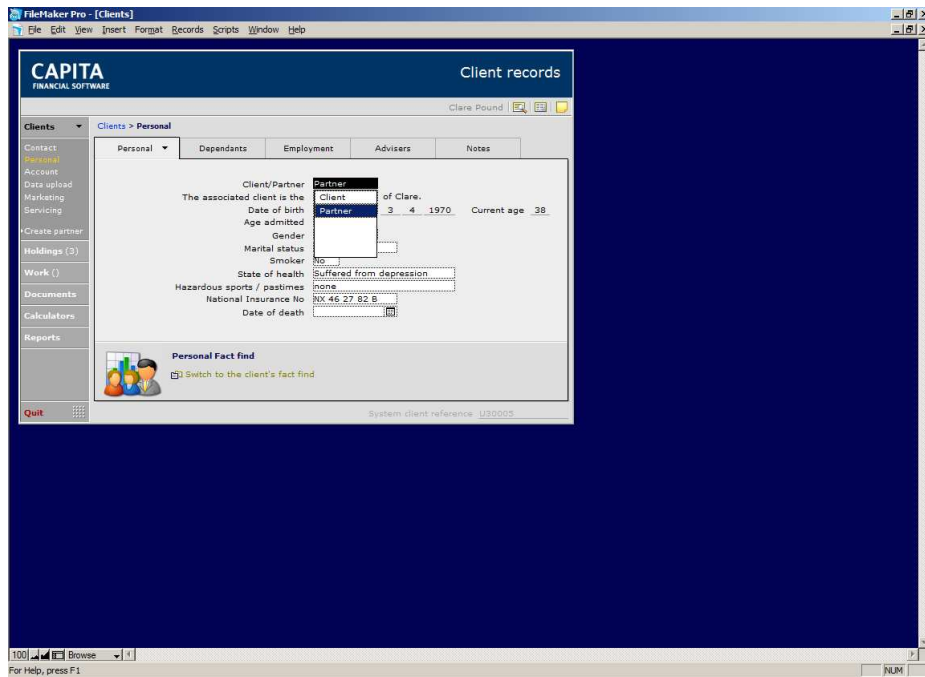 FileMaker Pro - [Clients]
File Edit View Insert Format Records Scripts Window Help
CAPITA
FINANCIAL SOFTWARE
Client records
Clare Pound
Clients
Clients > Personal
Contact
Personal
Account
Data upload
Marketing
Servicing
Create partner
Holdings (3)
Work ()
Documents
Calculators
Reports
Quit
Personal Dependants Employment Advisers Notes
Client/Partner Partner
Client
Partner
The associated client is the of Clare.
Date of birth 3 4 1970 Current age 38
Age admitted
Gender
Marital status
Smoker No
State of health Suffered from depression
Hazardous sports / pastimes none
National Insurance No NX 46 27 82 B
Date of death
Personal Fact find
Switch to the client's fact find
System client reference U30005
100 Browse
For Help, press F1 NUM